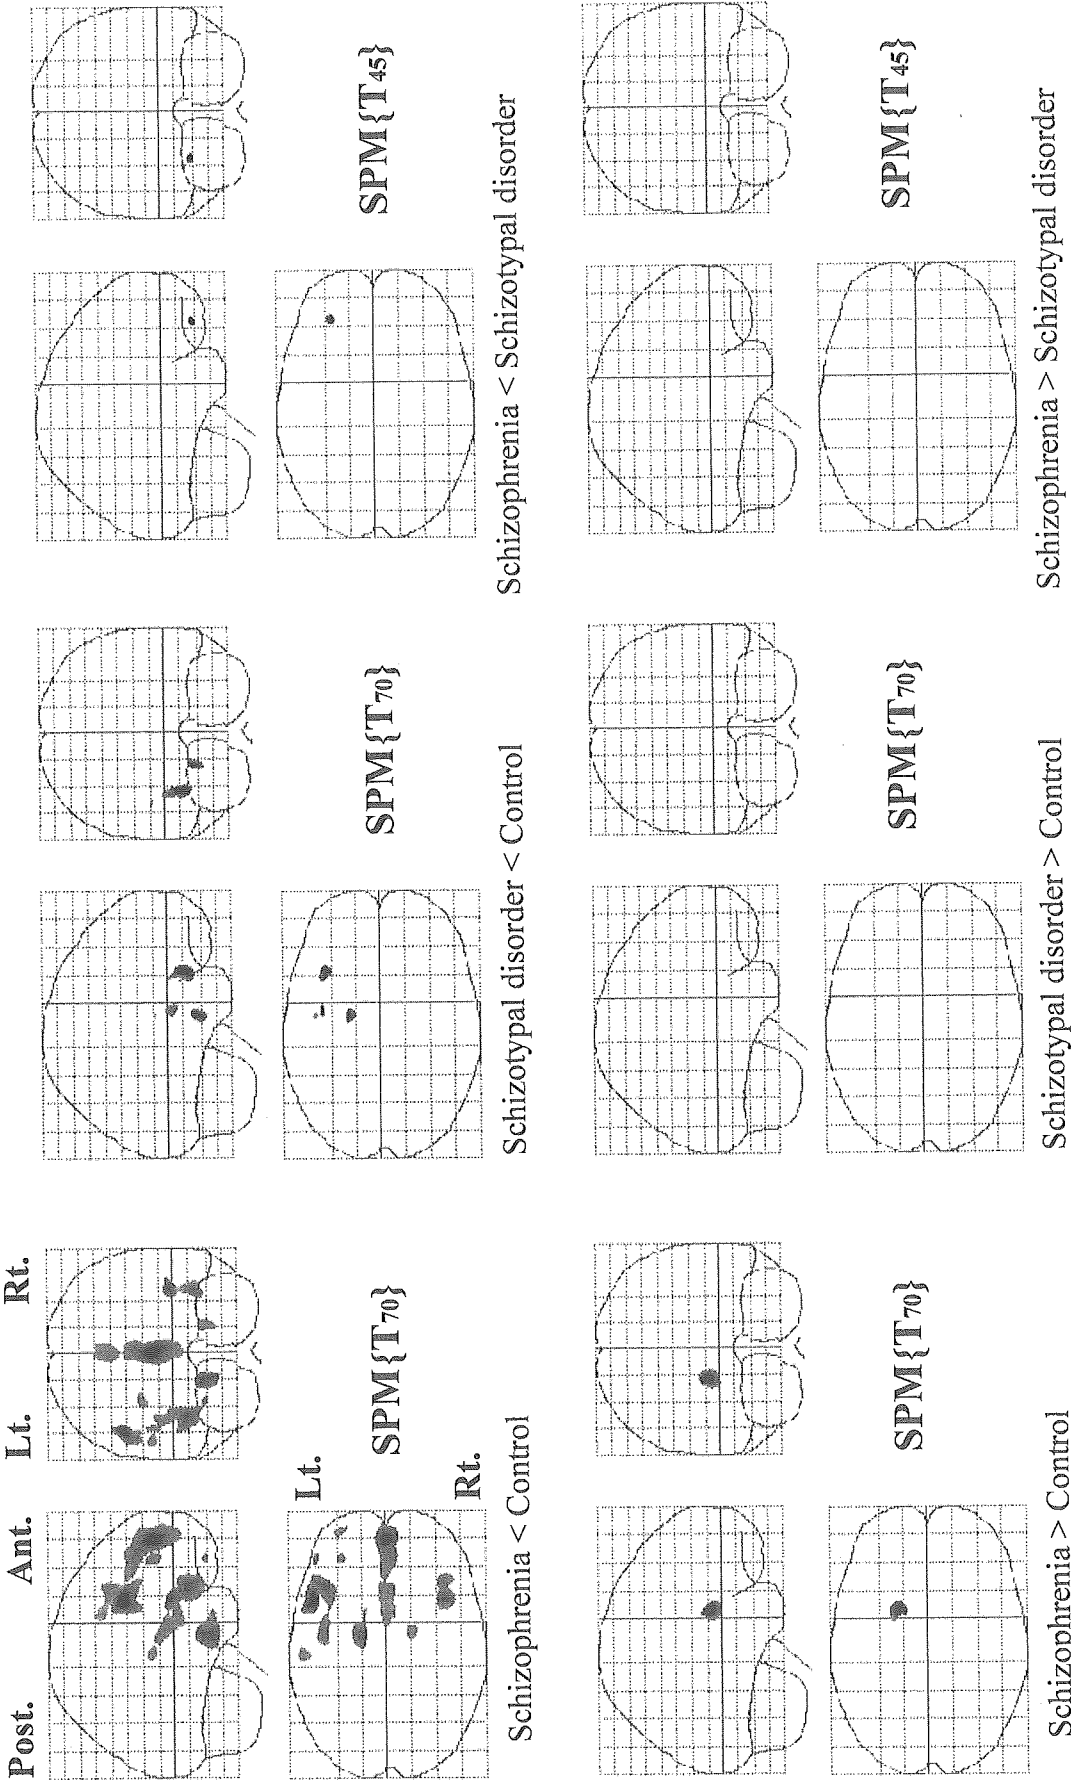 Post. Ant. Lt. Rt.
Lt.
SPM{T70}
Rt.
Schizophrenia < Control
SPM{T70}
Schizotypal disorder < Control
SPM{T45}
Schizophrenia < Schizotypal disorder
SPM{T70}
Schizophrenia > Control
SPM{T70}
Schizotypal disorder > Control
SPM{T45}
Schizophrenia > Schizotypal disorder